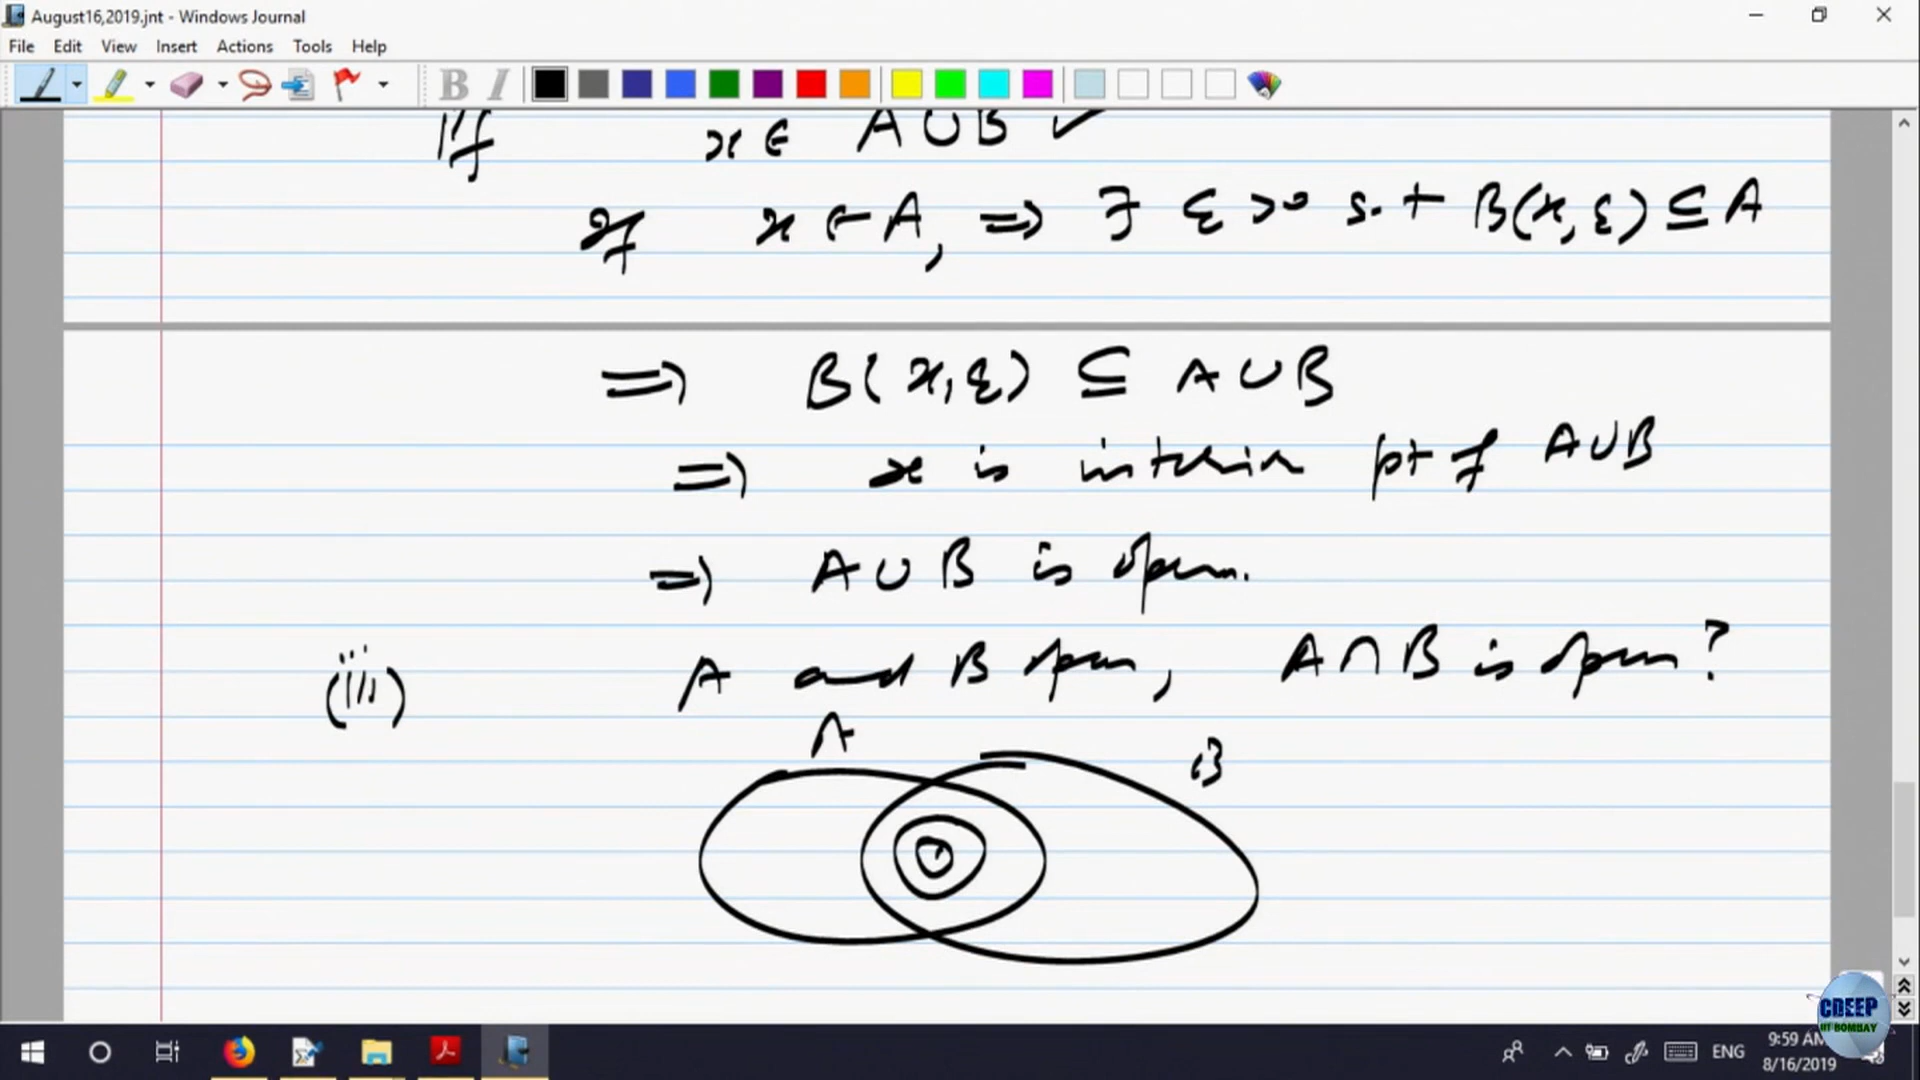 August16,2019.jnt - Windows Journal
File Edit View Insert Actions Tools Help
B I
If x ∈ A ∪ B ✓
If x ∈ A, ⇒ ∃ ε > 0 s.t B(x, ε) ⊆ A
⇒ B(x, ε) ⊆ A ∪ B
⇒ x is interior pt of A ∪ B
⇒ A ∪ B is open.
(iii) A and B open, A ∩ B is open?
A B
CDEEP
IIT BOMBAY
ENG
9:59 AM
8/16/2019